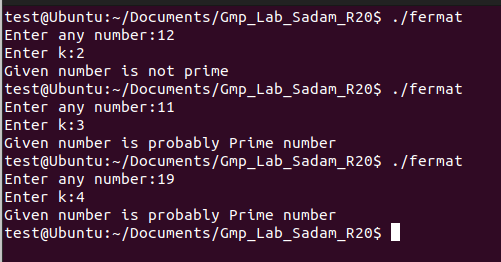 test@Ubuntu:~/Documents/Gmp_Lab_Sadam_R20$ ./fermat
Enter any number:12
Enter k:2
Given number is not prime
test@Ubuntu:~/Documents/Gmp_Lab_Sadam_R20$ ./fermat
Enter any number:11
Enter k:3
Given number is probably Prime number
test@Ubuntu:~/Documents/Gmp_Lab_Sadam_R20$ ./fermat
Enter any number:19
Enter k:4
Given number is probably Prime number
test@Ubuntu:~/Documents/Gmp_Lab_Sadam_R20$